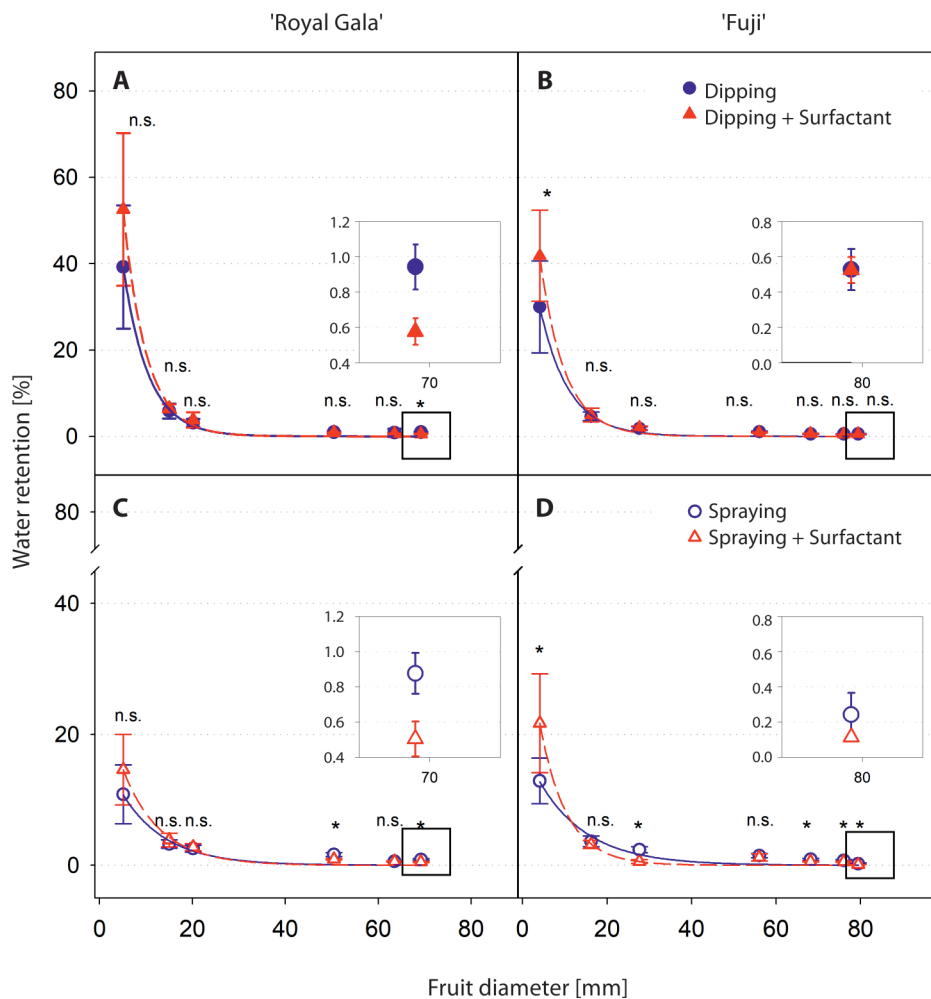 'Royal Gala' 'Fuji'
A B
Dipping
Dipping + Surfactant
80
60
40
20
0
n.s. n.s. n.s. n.s. n.s. *
1.2
1.0
0.8
0.6
0.4
70
* n.s. n.s. n.s. n.s. n.s. n.s.
0.8
0.6
0.4
0.2
0.0
80
Water retention [%]
C D
Spraying
Spraying + Surfactant
80
40
20
0
n.s. n.s. n.s. * n.s. *
1.2
1.0
0.8
0.6
0.4
70
* n.s. * n.s. * * *
0.8
0.6
0.4
0.2
0.0
80
0 20 40 60 80 0 20 40 60 80
Fruit diameter [mm]